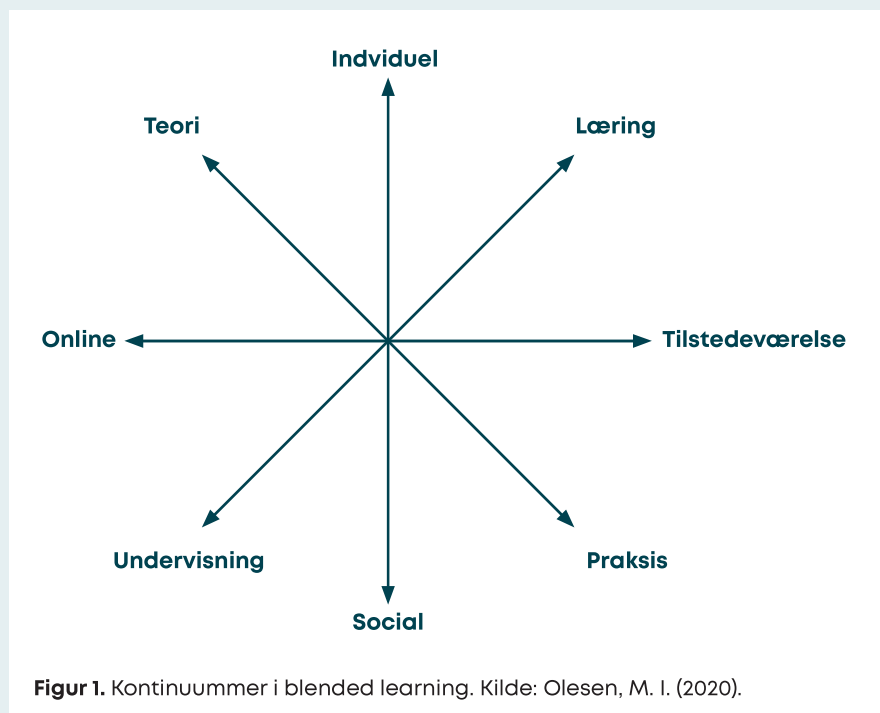 Indviduel
Teori
Læring
Online
Tilstedeværelse
Undervisning
Praksis
Social
Figur 1. Kontinuummer i blended learning. Kilde: Olesen, M. I. (2020).